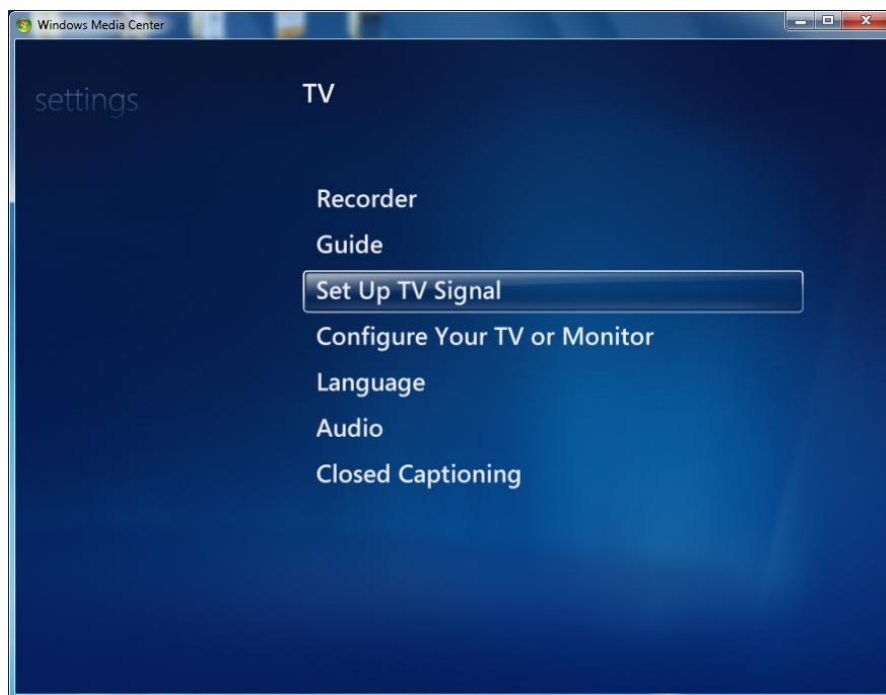 Windows Media Center
settings
TV
Recorder
Guide
Set Up TV Signal
Configure Your TV or Monitor
Language
Audio
Closed Captioning